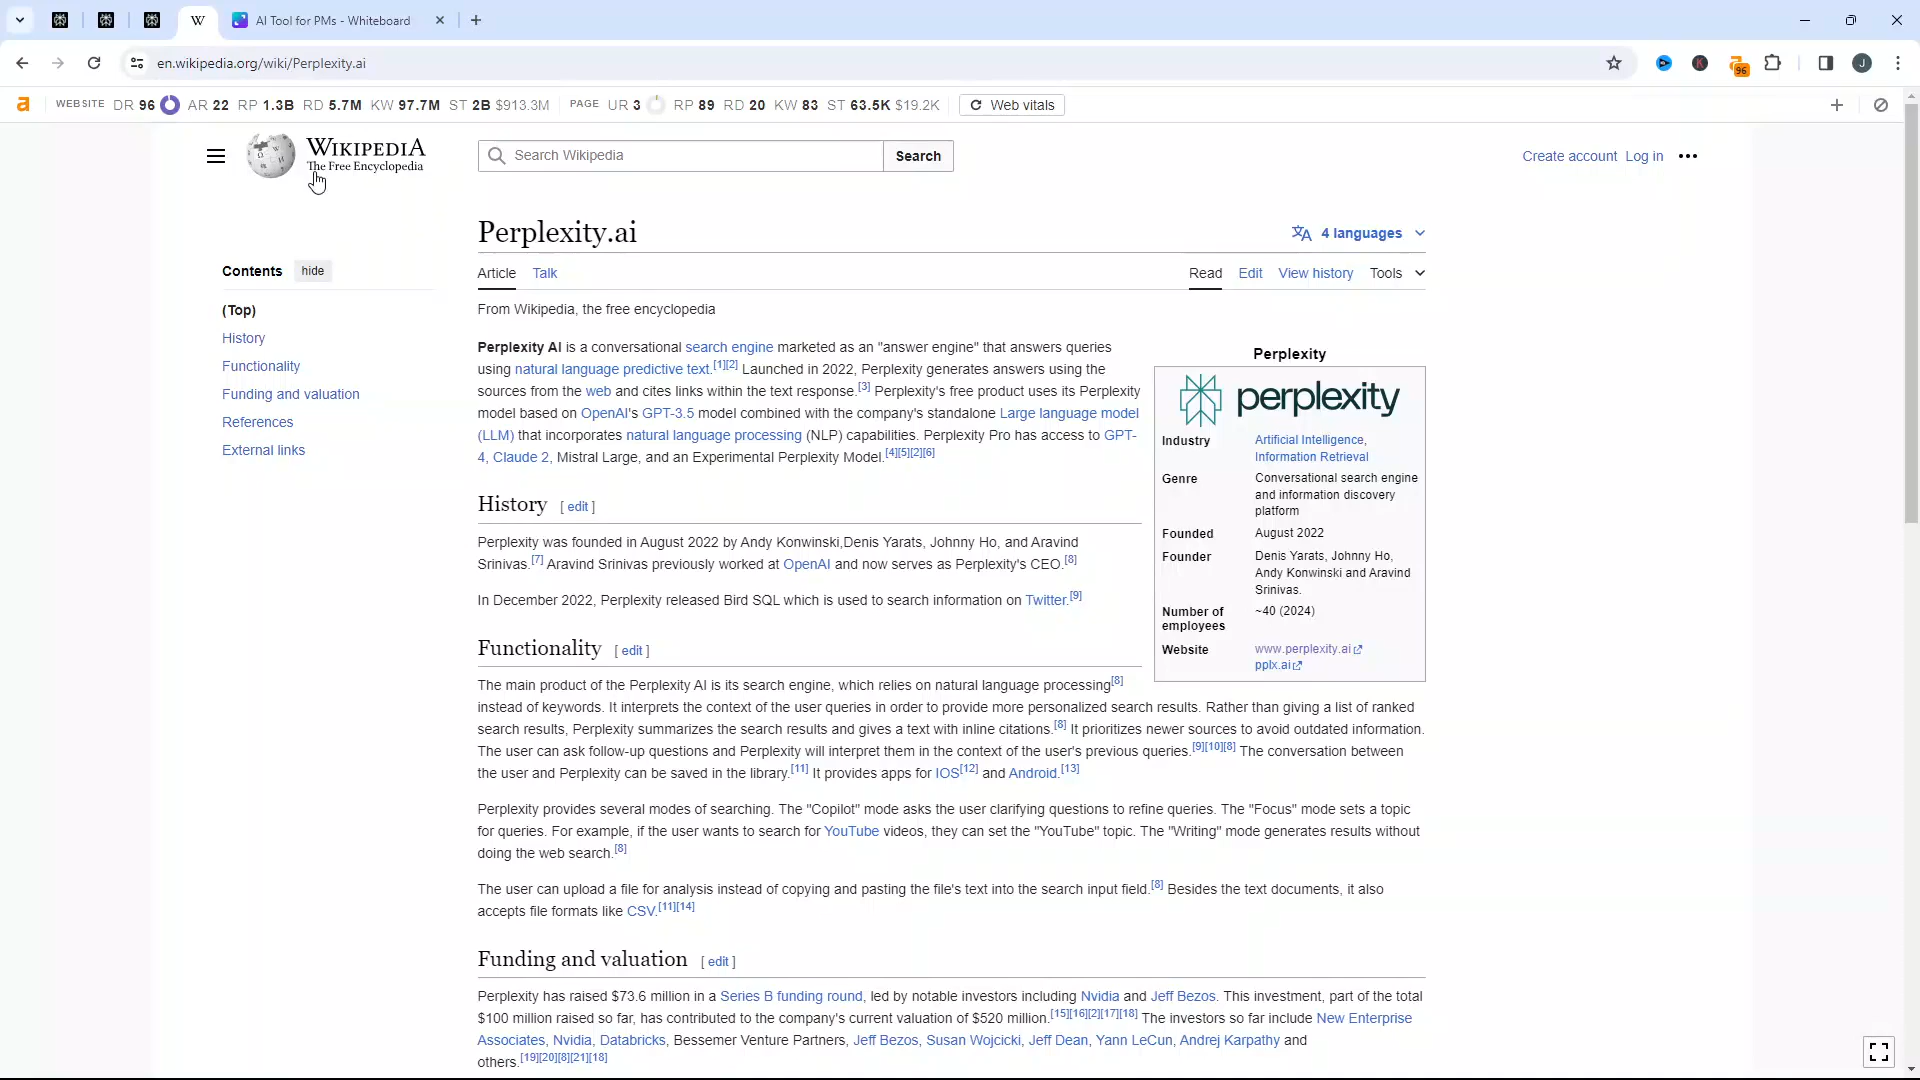 W
AI Tool for PMs - Whiteboard
en.wikipedia.org/wiki/Perplexity.ai
K
96
J
a WEBSITE DR 96 AR 22 RP 1.3B RD 5.7M KW 97.7M ST 2B $913.3M PAGE UR 3 RP 89 RD 20 KW 83 ST 63.5K $19.2K Web vitals
WIKIPEDIA
The Free Encyclopedia
Search Wikipedia
Search
Create account Log in
Perplexity.ai
4 languages
Contents hide
Article Talk
Read Edit View history Tools
(Top)
History
Functionality
Funding and valuation
References
External links
From Wikipedia, the free encyclopedia
Perplexity AI is a conversational search engine marketed as an "answer engine" that answers queries
using natural language predictive text.[1][2] Launched in 2022, Perplexity generates answers using the
sources from the web and cites links within the text response.[3] Perplexity's free product uses its Perplexity
model based on OpenAI's GPT-3.5 model combined with the company's standalone Large language model
(LLM) that incorporates natural language processing (NLP) capabilities. Perplexity Pro has access to GPT-
4, Claude 2, Mistral Large, and an Experimental Perplexity Model.[4][5][2][6]
Perplexity
perplexity
Industry Artificial Intelligence,
Information Retrieval
Genre Conversational search engine
and information discovery
platform
Founded August 2022
Founder Denis Yarats, Johnny Ho,
Andy Konwinski and Aravind
Srinivas.
Number of ~40 (2024)
employees
Website www.perplexity.ai
pplx.ai
History [ edit ]
Perplexity was founded in August 2022 by Andy Konwinski,Denis Yarats, Johnny Ho, and Aravind
Srinivas.[7] Aravind Srinivas previously worked at OpenAI and now serves as Perplexity's CEO.[8]
In December 2022, Perplexity released Bird SQL which is used to search information on Twitter.[9]
Functionality [ edit ]
The main product of the Perplexity AI is its search engine, which relies on natural language processing[8]
instead of keywords. It interprets the context of the user queries in order to provide more personalized search results. Rather than giving a list of ranked
search results, Perplexity summarizes the search results and gives a text with inline citations.[8] It prioritizes newer sources to avoid outdated information.
The user can ask follow-up questions and Perplexity will interpret them in the context of the user's previous queries.[9][10][8] The conversation between
the user and Perplexity can be saved in the library.[11] It provides apps for IOS[12] and Android.[13]
Perplexity provides several modes of searching. The "Copilot" mode asks the user clarifying questions to refine queries. The "Focus" mode sets a topic
for queries. For example, if the user wants to search for YouTube videos, they can set the "YouTube" topic. The "Writing" mode generates results without
doing the web search.[8]
The user can upload a file for analysis instead of copying and pasting the file's text into the search input field.[8] Besides the text documents, it also
accepts file formats like CSV.[11][14]
Funding and valuation [ edit ]
Perplexity has raised $73.6 million in a Series B funding round, led by notable investors including Nvidia and Jeff Bezos. This investment, part of the total
$100 million raised so far, has contributed to the company's current valuation of $520 million.[15][16][2][17][18] The investors so far include New Enterprise
Associates, Nvidia, Databricks, Bessemer Venture Partners, Jeff Bezos, Susan Wojcicki, Jeff Dean, Yann LeCun, Andrej Karpathy and
others.[19][20][8][21][18]